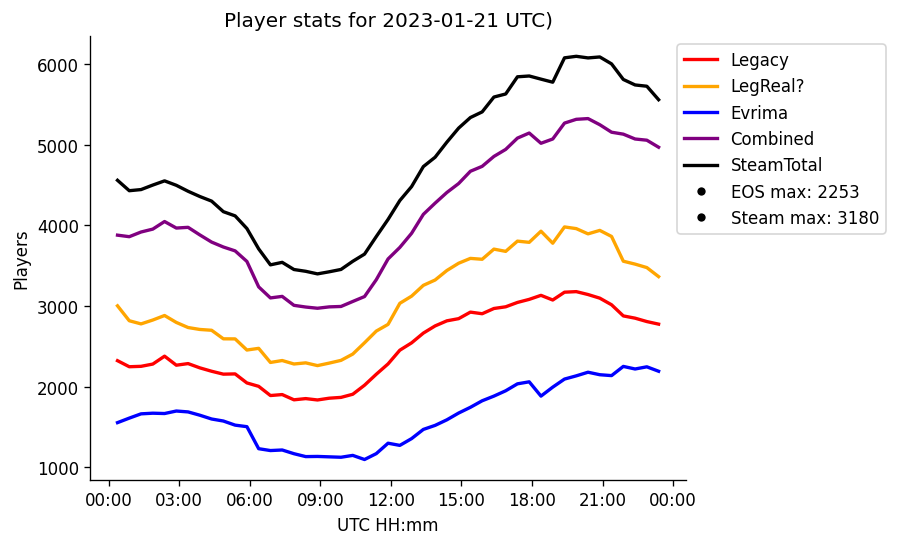 Player stats for 2023-01-21 UTC)
Players
6000
5000
4000
3000
2000
1000
00:00 03:00 06:00 09:00 12:00 15:00 18:00 21:00 00:00
UTC HH:mm
Legacy
LegReal?
Evrima
Combined
SteamTotal
EOS max: 2253
Steam max: 3180